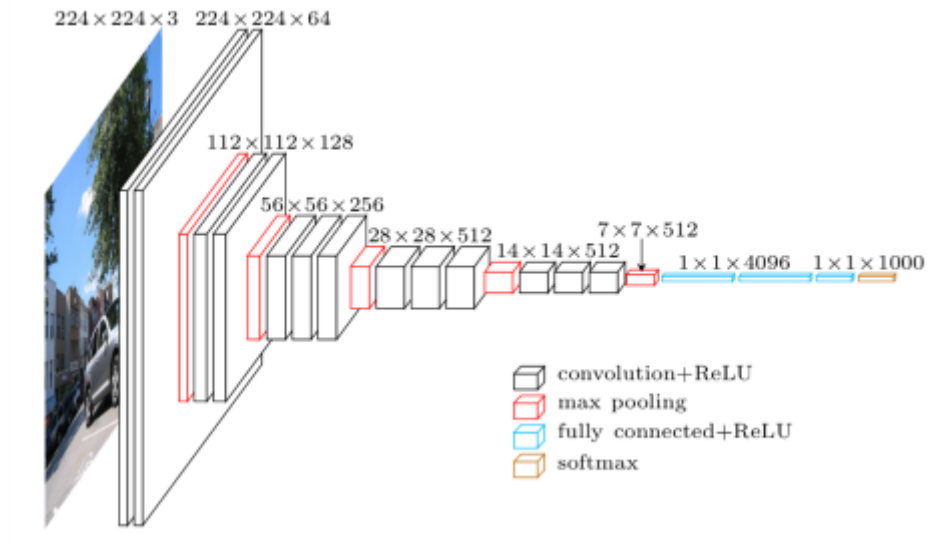 224×224×3
224×224×64
112×112×128
56×56×256
28×28×512
14×14×512
7×7×512
1×1×4096
1×1×1000
convolution+ReLU
max pooling
fully connected+ReLU
softmax